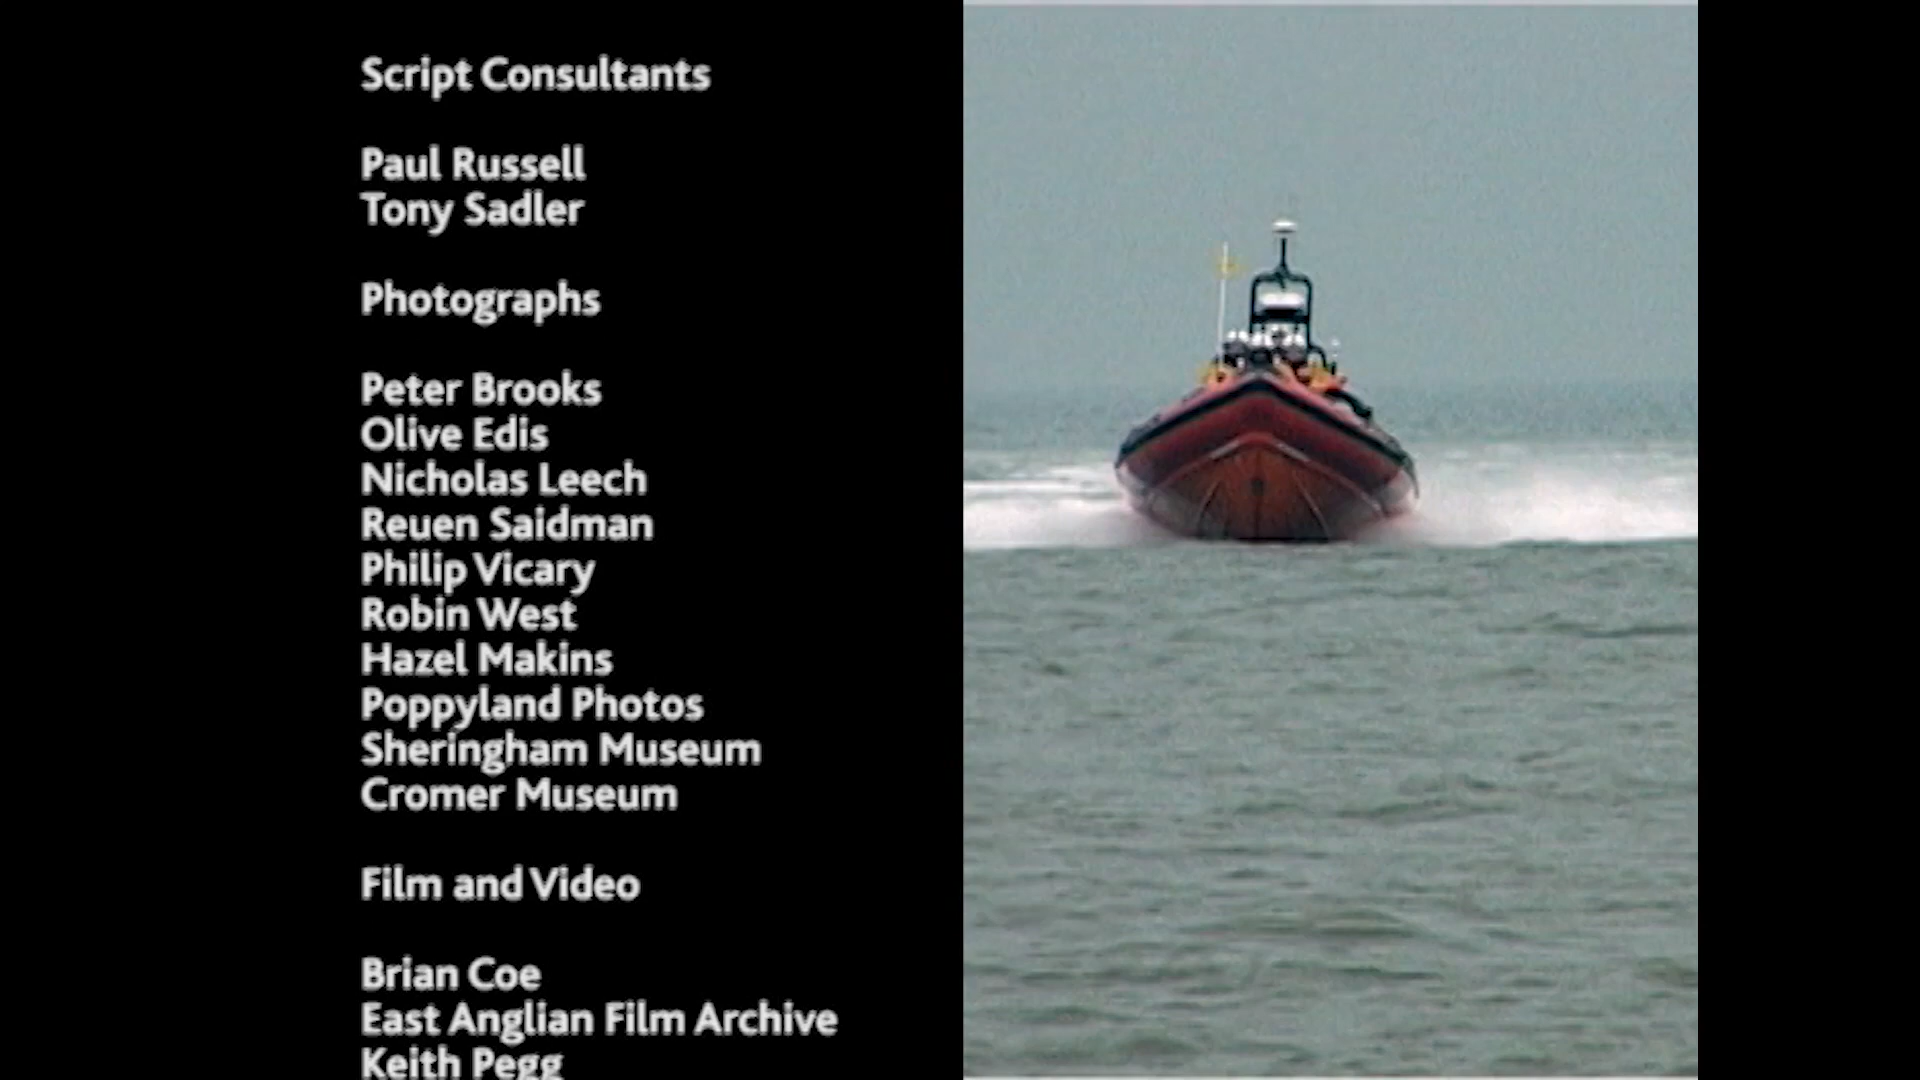 Script Consultants
Paul Russell
Tony Sadler
Photographs
Peter Brooks
Olive Edis
Nicholas Leech
Reuen Saidman
Philip Vicary
Robin West
Hazel Makins
Poppyland Photos
Sheringham Museum
Cromer Museum
Film and Video
Brian Coe
East Anglian Film Archive
Keith Pegg